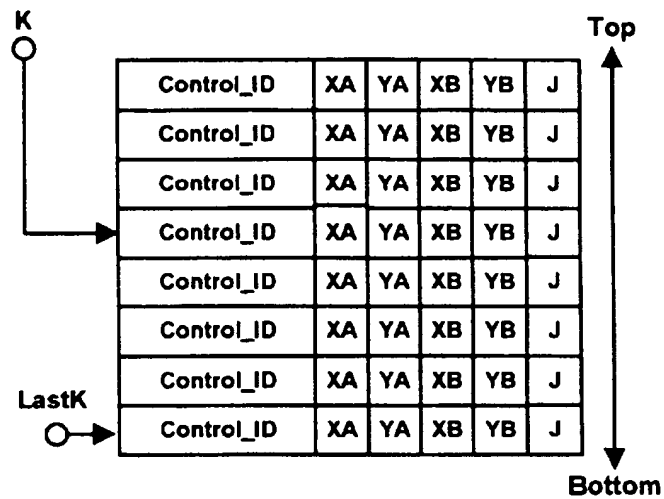 K
Top
Control_ID XA YA XB YB J
Control_ID XA YA XB YB J
Control_ID XA YA XB YB J
Control_ID XA YA XB YB J
Control_ID XA YA XB YB J
Control_ID XA YA XB YB J
Control_ID XA YA XB YB J
LastK
Control_ID XA YA XB YB J
Bottom